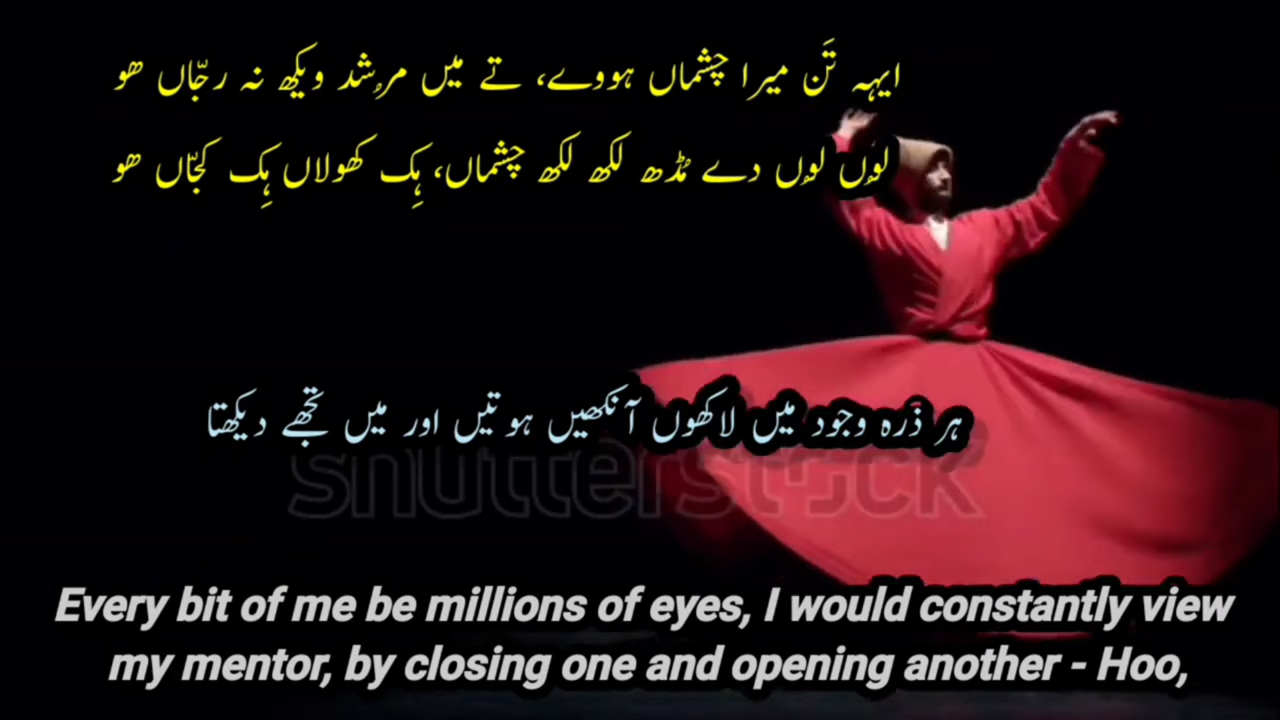 ایہہ تَن میرا چشماں ہووے، تے میں مرشد ویکھ نہ رجّاں ھو
لوں لوں دے مُڈھ لکھ لکھ چشماں، ہِک کھولاں ہِک کجّاں ھو
ہر ذرہ وجود میں لاکھوں آنکھیں ہوتیں اور میں تجھے دیکھتا
shutterstock
Every bit of me be millions of eyes, I would constantly view
my mentor, by closing one and opening another - Hoo,